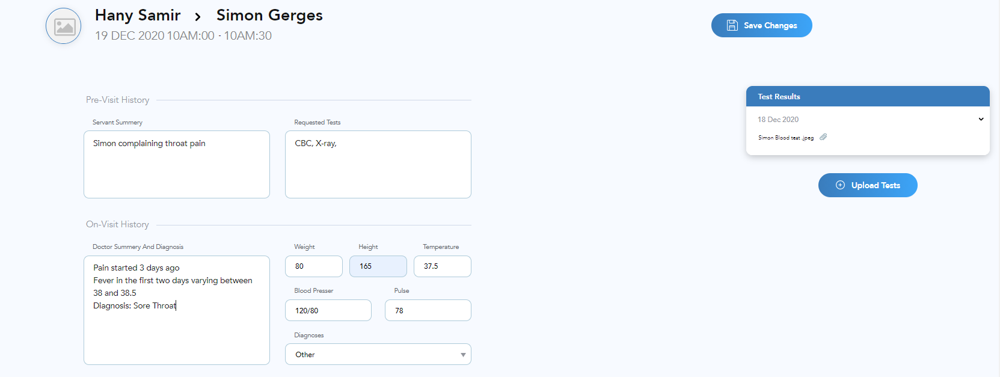 Hany Samir > Simon Gerges
19 DEC 2020 10AM:00 - 10AM:30
Save Changes
Pre-Visit History
Servant Summery
Simon complaining throat pain
Requested Tests
CBC, X-ray,
Test Results
18 Dec 2020
Simon Blood test .jpeg
Upload Tests
On-Visit History
Doctor Summery And Diagnosis
Pain started 3 days ago
Fever in the first two days varying between
38 and 38.5
Diagnosis: Sore Throat
Weight Height Temperature
80 165 37.5
Blood Presser Pulse
120/80 78
Diagnoses
Other